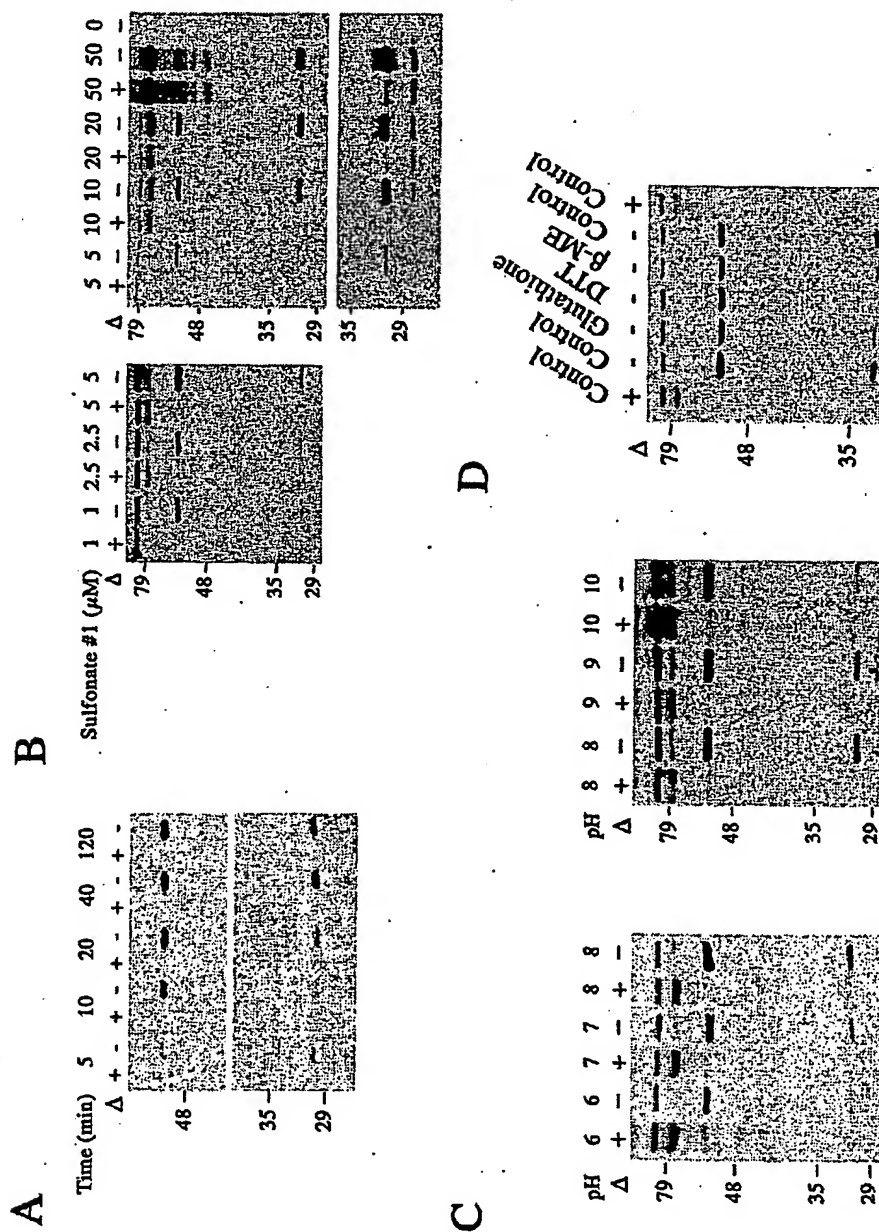 A
Time (min) 5 10 20 40 120
Δ + - + - + - + - + -
48
35
29
B
Sulfonate #1 (μM) 1 1 2.5 2.5 5 5
Δ + - + - + -
79
48
35
29
5 5 10 10 20 20 50 50 0
Δ + - + - + - + - -
79
48
35
29
35
29
C
pH 6 6 7 7 8 8
Δ + - + - + -
79
48
35
29
pH 8 8 9 9 10 10
Δ + - + - + -
79
48
35
29
D
Control Control Glutathione DTT β-ME Control Control
Δ + - - - - - +
79
48
35